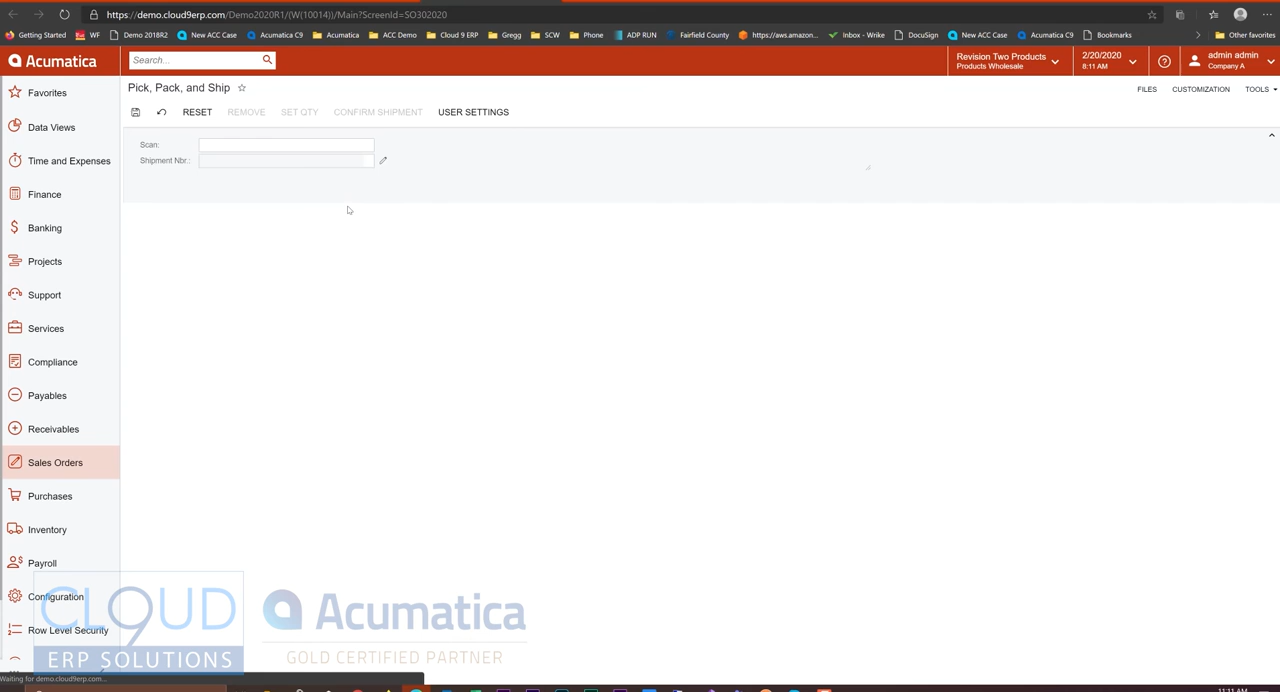 https://demo.cloud9erp.com/Demo2020R1/(W(10014))/Main?ScreenId=SO302020
Getting Started WF Demo 2018R2 New ACC Case Acumatica C9 Acumatica ACC Demo Cloud 9 ERP Gregg SCW Phone ADP RUN Fairfield County https://aws.amazon... Inbox - Wrike DocuSign New ACC Case Acumatica C9 Bookmarks Other favorites
Acumatica Search... Revision Two Products 2/20/2020 admin admin
Products Wholesale 8:11 AM Company A
Pick, Pack, and Ship FILES CUSTOMIZATION TOOLS
RESET REMOVE SET QTY CONFIRM SHIPMENT USER SETTINGS
Scan:
Shipment Nbr.:
Favorites
Data Views
Time and Expenses
Finance
Banking
Projects
Support
Services
Compliance
Payables
Receivables
Sales Orders
Purchases
Inventory
Payroll
Configuration
Row Level Security
CLOUD 9
ERP SOLUTIONS
Acumatica
GOLD CERTIFIED PARTNER
Waiting for demo.cloud9erp.com...
11:11 AM